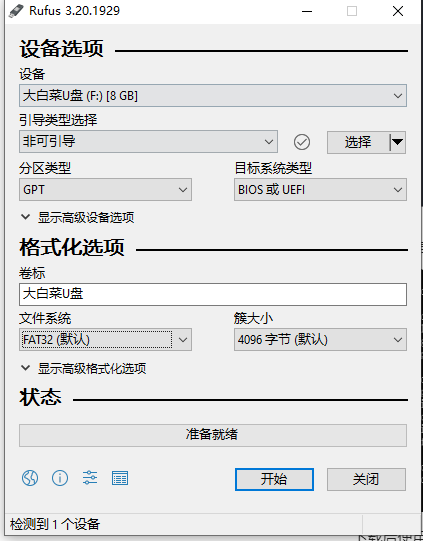 Rufus 3.20.1929
设备选项
设备
大白菜U盘 (F:) [8 GB]
引导类型选择
非可引导
选择
分区类型
目标系统类型
GPT
BIOS 或 UEFI
显示高级设备选项
格式化选项
卷标
大白菜U盘
文件系统
簇大小
FAT32 (默认)
4096 字节 (默认)
显示高级格式化选项
状态
准备就绪
开始
关闭
检测到 1 个设备